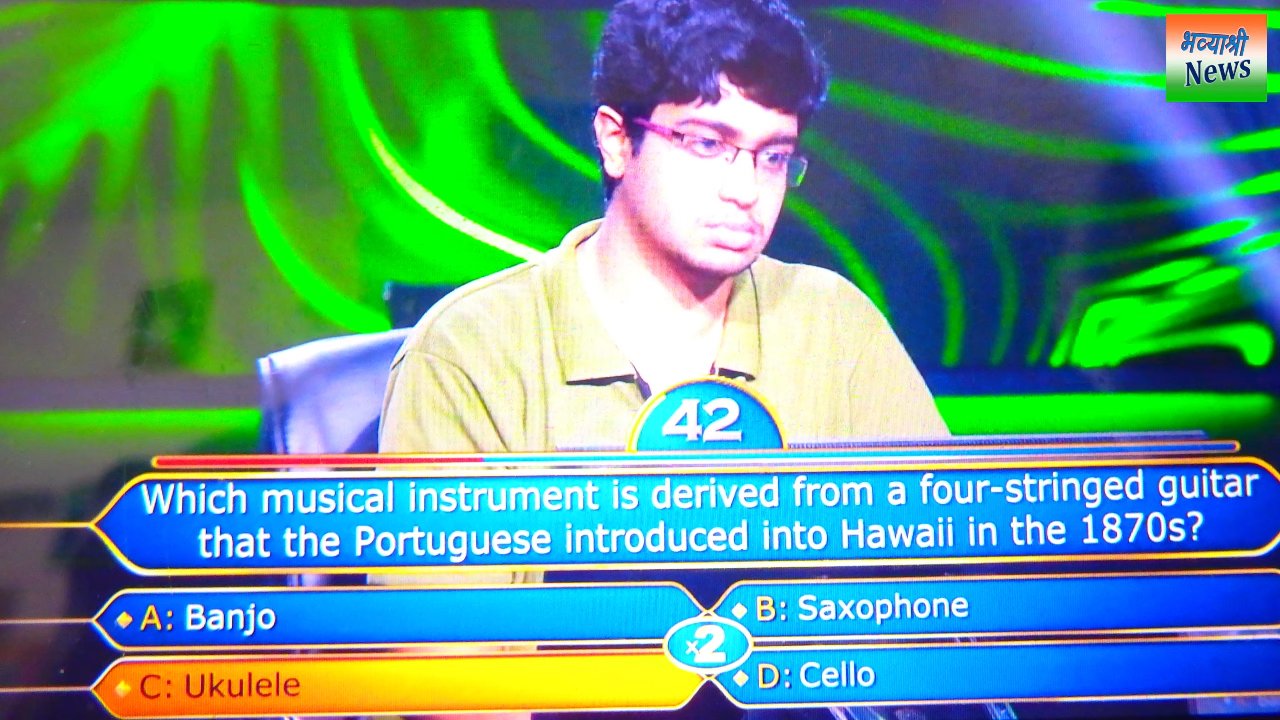 भव्याश्री
News
42
Which musical instrument is derived from a four-stringed guitar
that the Portuguese introduced into Hawaii in the 1870s?
A: Banjo
B: Saxophone
x2
C: Ukulele
D: Cello